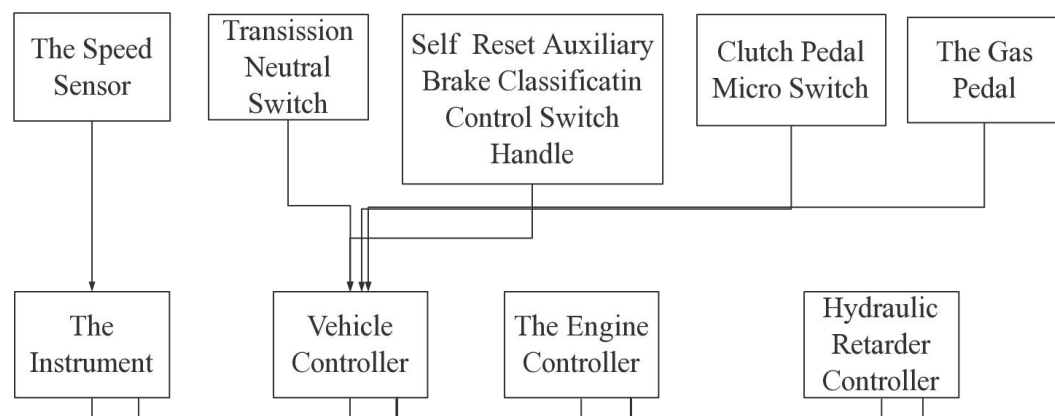 The Speed
Sensor
Transission
Neutral
Switch
Self Reset Auxiliary
Brake Classificatin
Control Switch
Handle
Clutch Pedal
Micro Switch
The Gas
Pedal
The
Instrument
Vehicle
Controller
The Engine
Controller
Hydraulic
Retarder
Controller